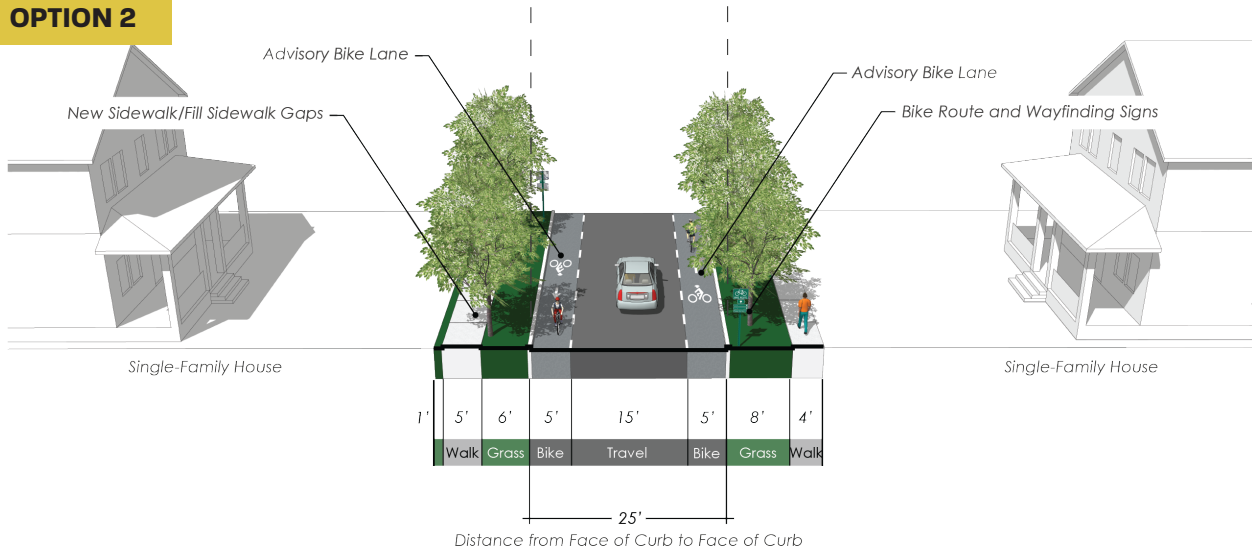 OPTION 2
Advisory Bike Lane
Advisory Bike Lane
New Sidewalk/Fill Sidewalk Gaps
Bike Route and Wayfinding Signs
Single-Family House
Single-Family House
1’ 5’ 6’ 5’ 15’ 5’ 8’ 4’
Walk Grass Bike Travel Bike Grass Walk
25’
Distance from Face of Curb to Face of Curb